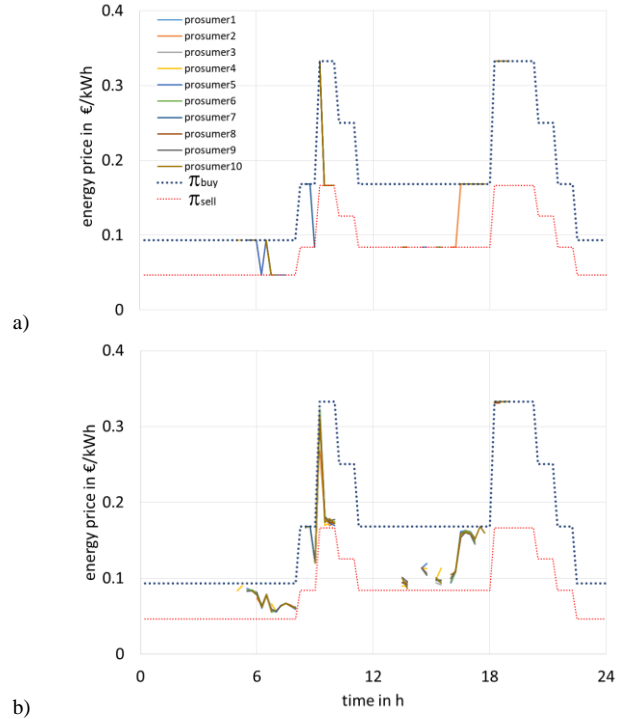 0.4
prosumer1
prosumer2
prosumer3
prosumer4
prosumer5
prosumer6
prosumer7
prosumer8
prosumer9
prosumer10
πbuy
πsell
0.3
0.2
0.1
0
energy price in €/kWh
0
6
12
18
24
a)
0.4
0.3
0.2
0.1
0
energy price in €/kWh
0
6
12
18
24
time in h
b)